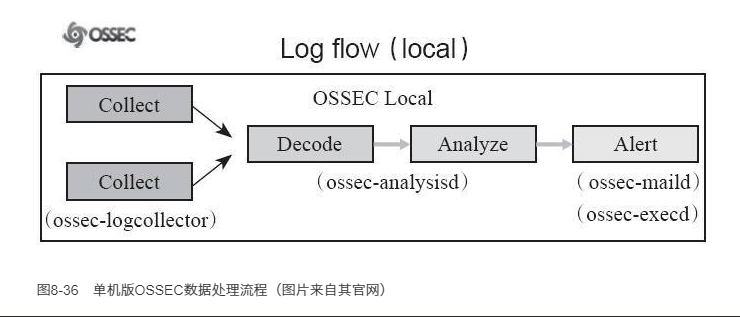 OSSEC
Log flow (local)
Collect
OSSEC Local
Decode
Analyze
Alert
Collect
(ossec-logcollector)
(ossec-analysisd)
(ossec-maild)
(ossec-execd)
图8-36 单机版OSSEC数据处理流程（图片来自其官网）